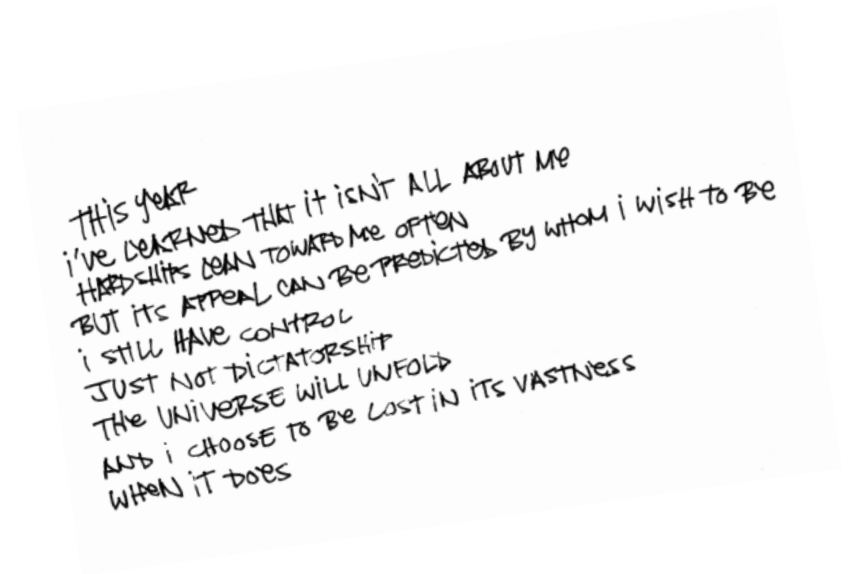 THIS YEAR
i'VE LEARNED THAT iT iSN'T ALL ABOUT ME
HARDSHIPS LEAN TOWARD ME OFTEN
BUT iTS APPEAL CAN BE PREDICTED BY WHOM i WiSH TO BE
i STILL HAVE CONTROL
JUST NOT DICTATORSHIP
THE UNiVERSE WiLL UNFOLD
AND i CHOOSE TO BE LOST iN iTS VASTNESS
WHEN iT DOES